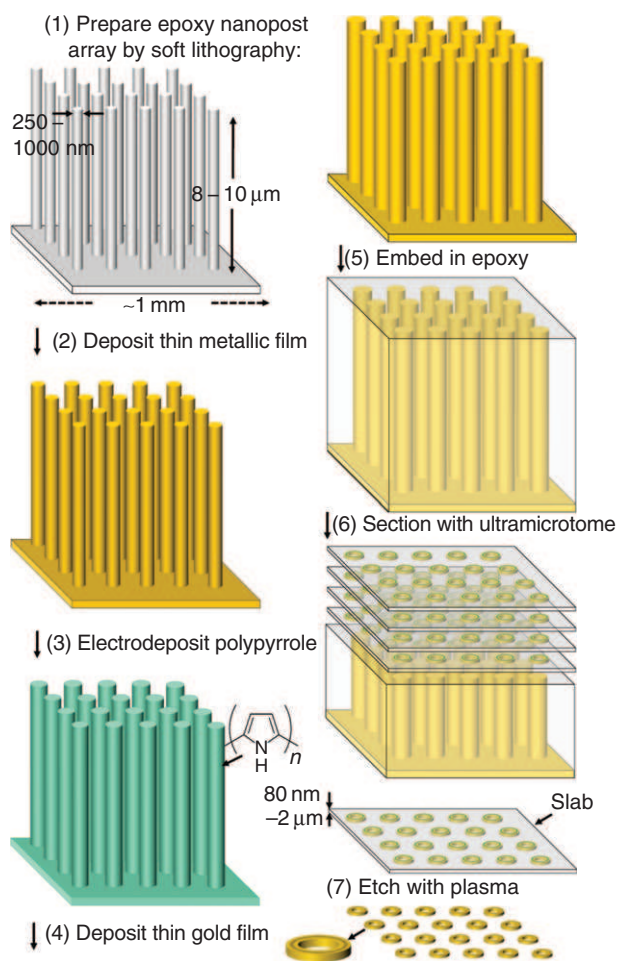 (1) Prepare epoxy nanopost
array by soft lithography:
250 –
1000 nm
8 – 10 μm
~1 mm
(2) Deposit thin metallic film
(3) Electrodeposit polypyrrole
N
H
n
(4) Deposit thin gold film
(5) Embed in epoxy
(6) Section with ultramicrotome
80 nm
–2 μm
Slab
(7) Etch with plasma